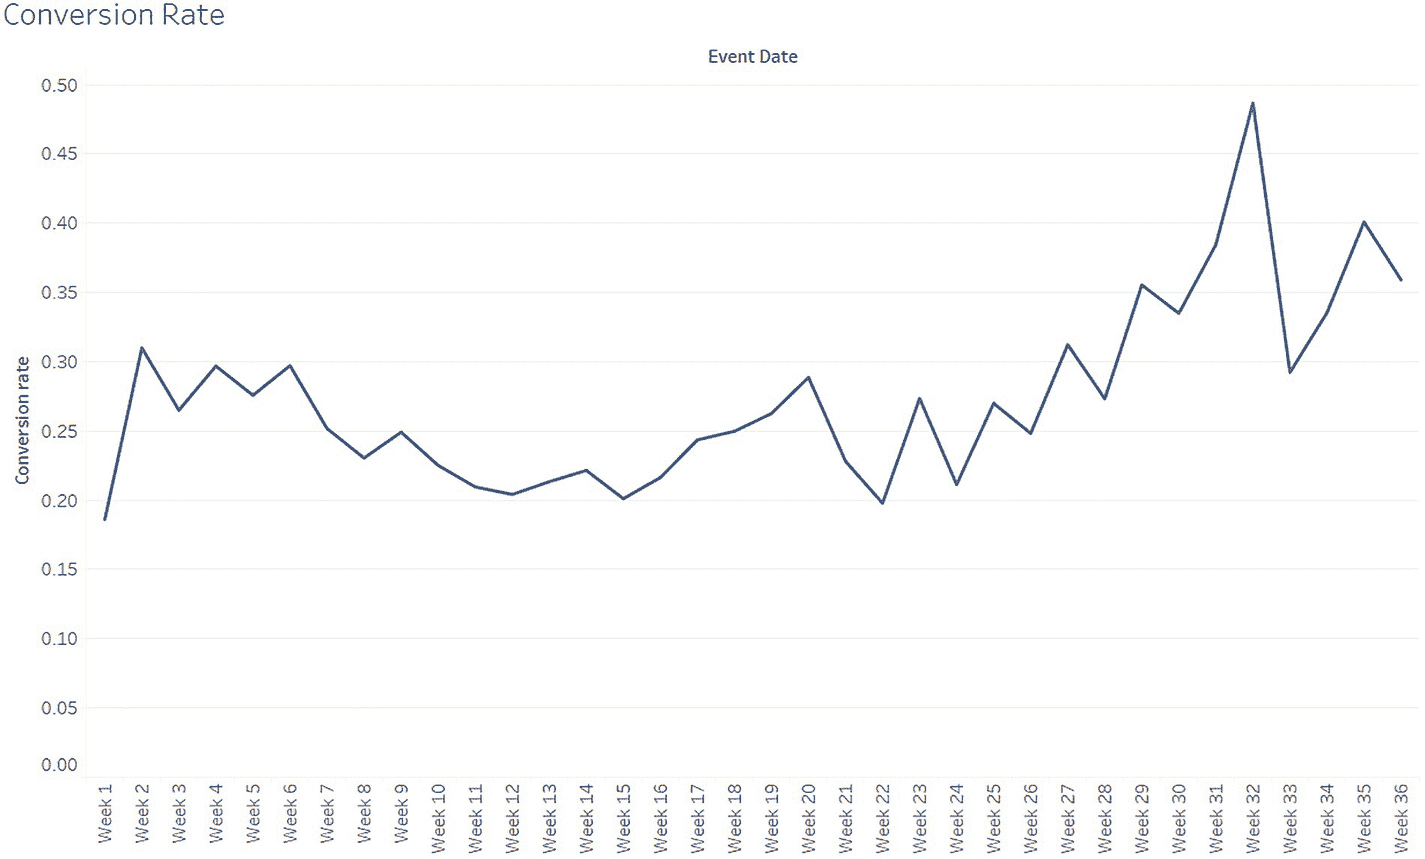 Conversion Rate
Event Date
0.50
0.45
0.40
0.35
0.30
0.25
0.20
0.15
0.10
0.05
0.00
Conversion rate
Week 1
Week 2
Week 3
Week 4
Week 5
Week 6
Week 7
Week 8
Week 9
Week 10
Week 11
Week 12
Week 13
Week 14
Week 15
Week 16
Week 17
Week 18
Week 19
Week 20
Week 21
Week 22
Week 23
Week 24
Week 25
Week 26
Week 27
Week 28
Week 29
Week 30
Week 31
Week 32
Week 33
Week 34
Week 35
Week 36